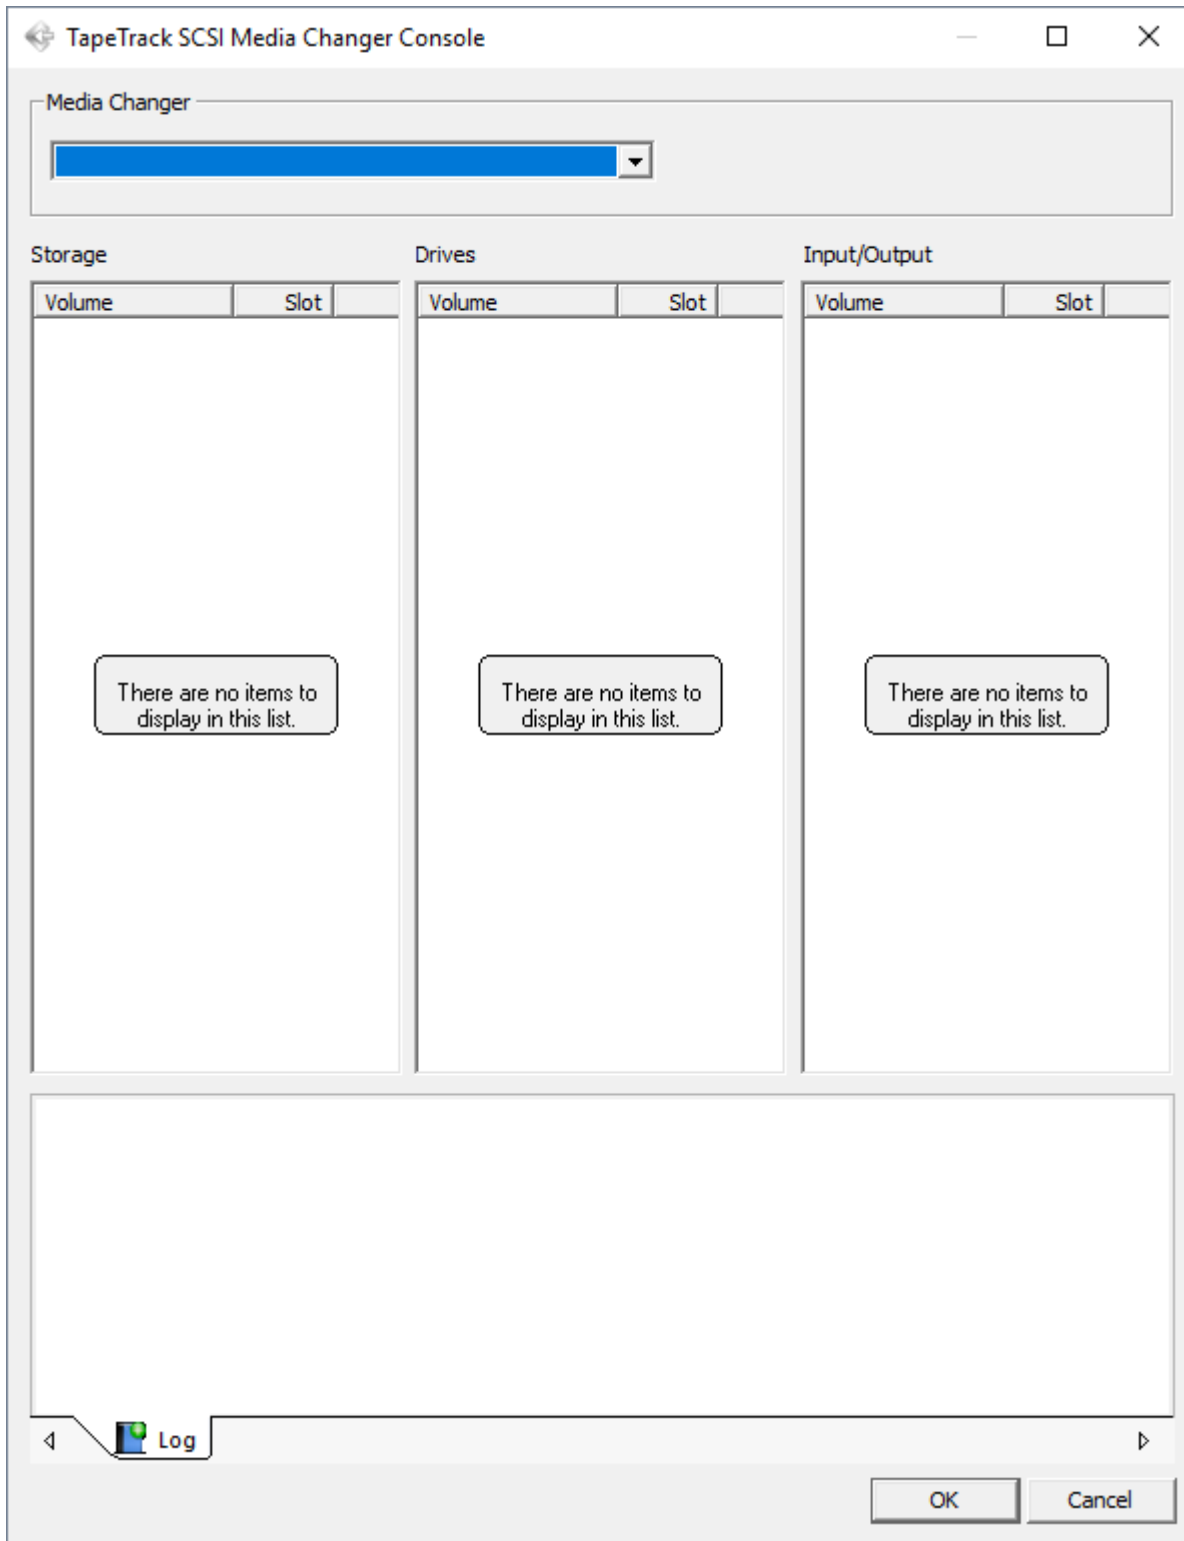 TapeTrack SCSI Media Changer Console
Media Changer
Storage
Drives
Input/Output
Volume Slot
Volume Slot
Volume Slot
There are no items to
display in this list.
There are no items to
display in this list.
There are no items to
display in this list.
Log
OK
Cancel